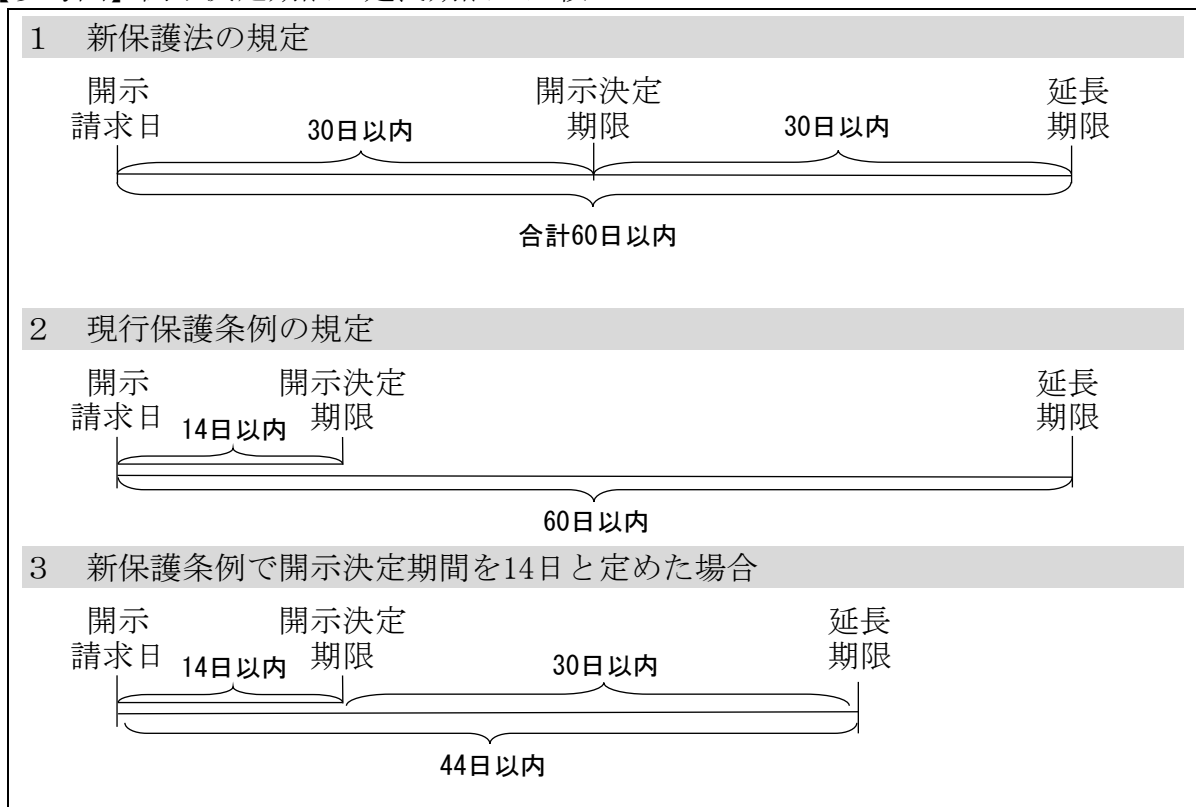 1 新保護法の規定
開示
請求日
30日以内
開示決定
期限
30日以内
延長
期限
合計60日以内
2 現行保護条例の規定
開示
請求日
14日以内
開示決定
期限
延長
期限
60日以内
3 新保護条例で開示決定期間を14日と定めた場合
開示
請求日
14日以内
開示決定
期限
30日以内
延長
期限
44日以内